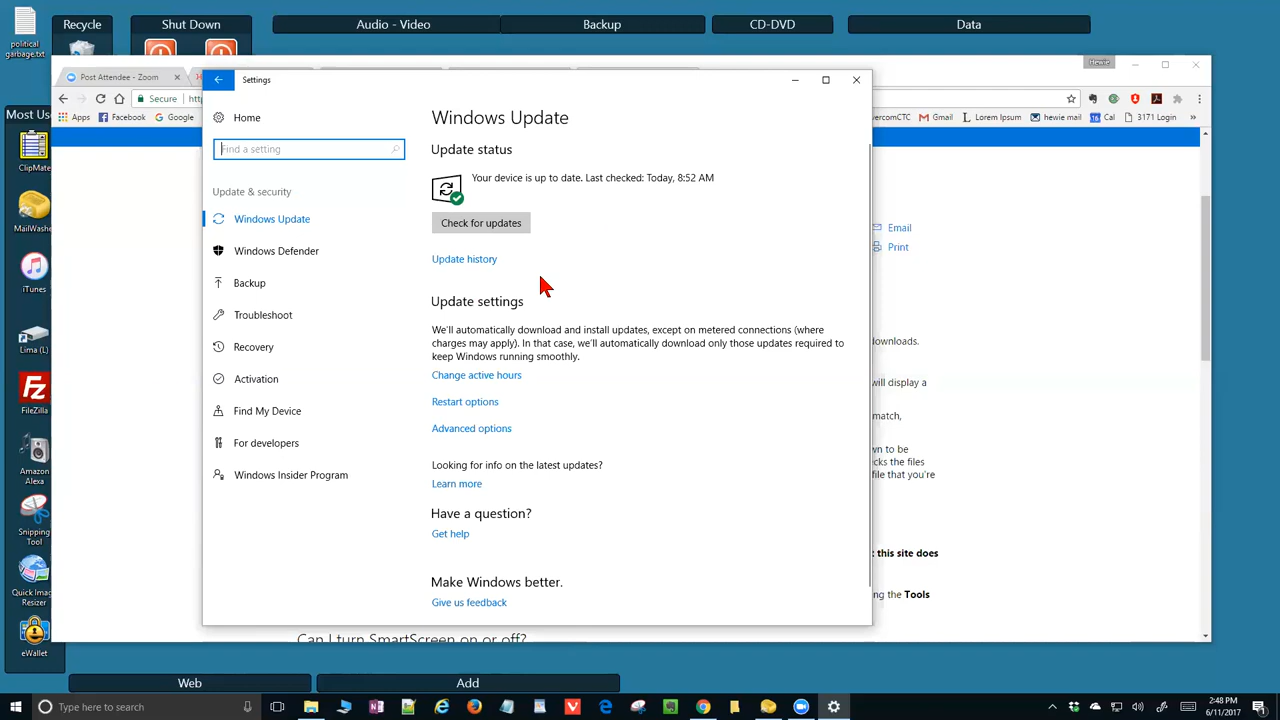 Recycle
Shut Down
Audio - Video
Backup
CD-DVD
Data
political
garbage.txt
Most Us
ClipMate
MailWashe
iTunes
Lima (L)
FileZilla
Amazon
Alexa
Snipping
Tool
Quick Imag
Resizer
eWallet
Hewie
Post Attendee - Zoom
Secure
Apps
Facebook
Google
vercomCTC
Gmail
Lorem Ipsum
hewie mail
Cal
3171 Login
Settings
Home
Find a setting
Update & security
Windows Update
Windows Defender
Backup
Troubleshoot
Recovery
Activation
Find My Device
For developers
Windows Insider Program
Windows Update
Update status
Your device is up to date. Last checked: Today, 8:52 AM
Check for updates
Update history
Update settings
We'll automatically download and install updates, except on metered connections (where
charges may apply). In that case, we'll automatically download only those updates required to
keep Windows running smoothly.
Change active hours
Restart options
Advanced options
Looking for info on the latest updates?
Learn more
Have a question?
Get help
Make Windows better.
Give us feedback
Email
Print
downloads.
will display a
match,
wn to be
cks the files
file that you're
t this site does
ng the Tools
Can I turn SmartScreen on or off?
Web
Add
Type here to search
2:48 PM
6/11/2017